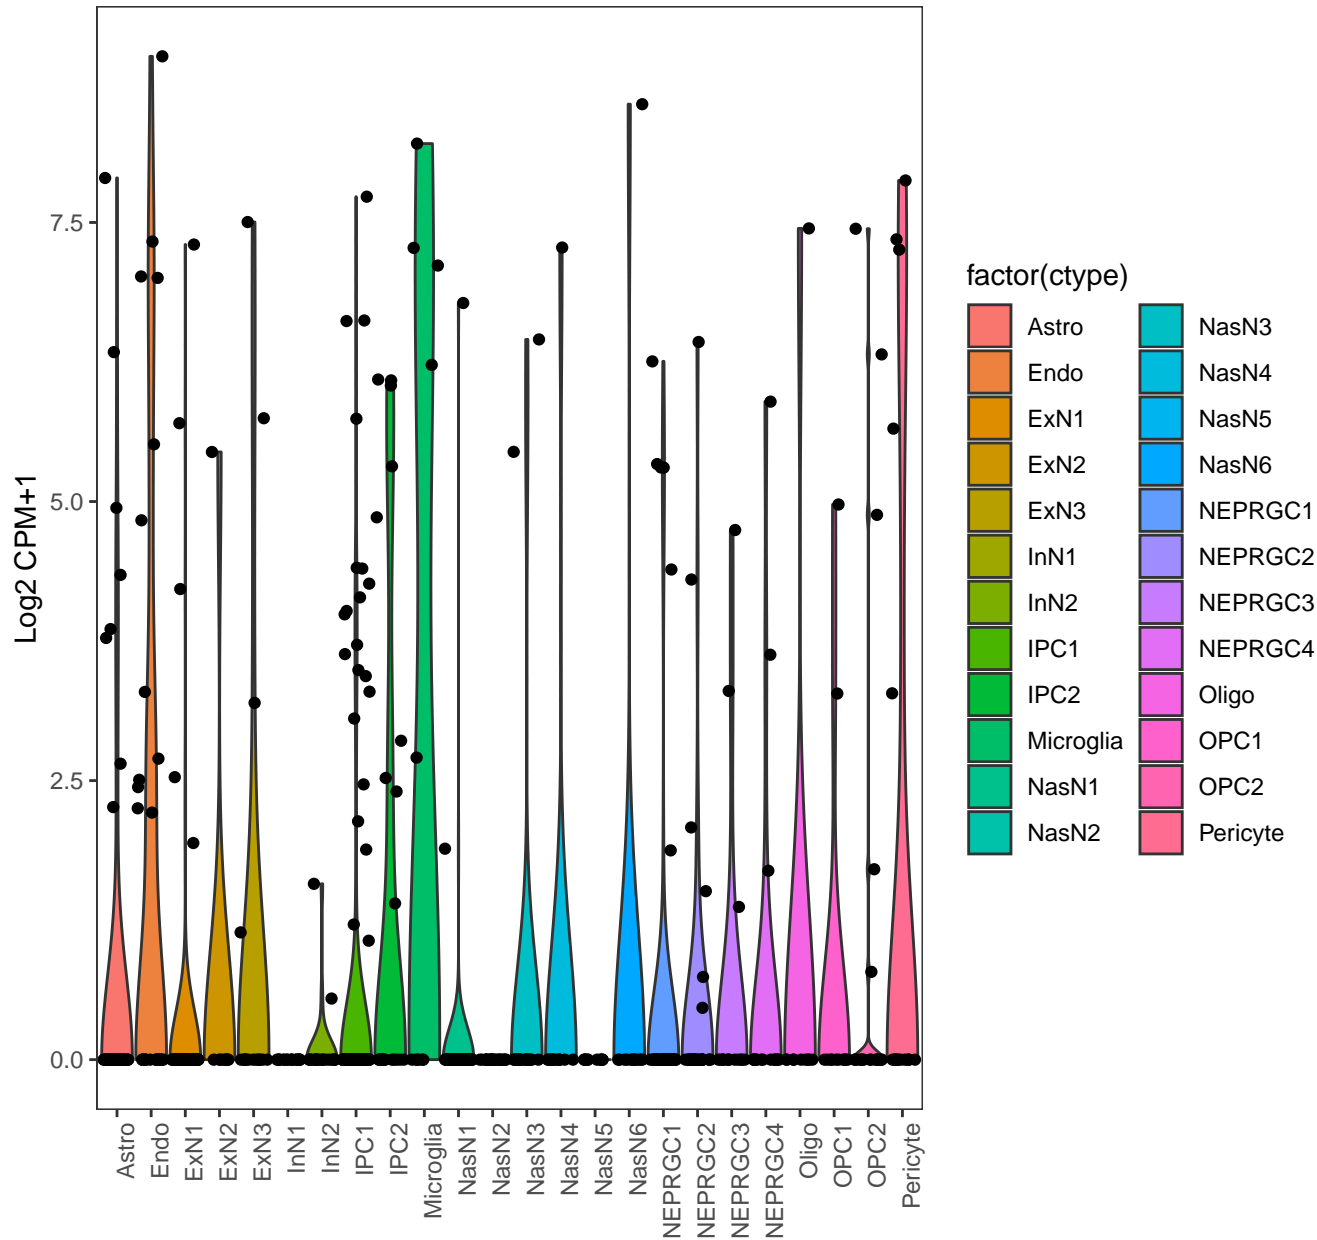 Log2 CPM+1
7.5
5.0
2.5
0.0
Astro
Endo
ExN1
ExN2
ExN3
InN1
InN2
IPC1
IPC2
Microglia
NasN1
NasN2
NasN3
NasN4
NasN5
NasN6
NEPRGC1
NEPRGC2
NEPRGC3
NEPRGC4
Oligo
OPC1
OPC2
Pericyte
factor(ctype)
Astro
Endo
ExN1
ExN2
ExN3
InN1
InN2
IPC1
IPC2
Microglia
NasN1
NasN2
NasN3
NasN4
NasN5
NasN6
NEPRGC1
NEPRGC2
NEPRGC3
NEPRGC4
Oligo
OPC1
OPC2
Pericyte